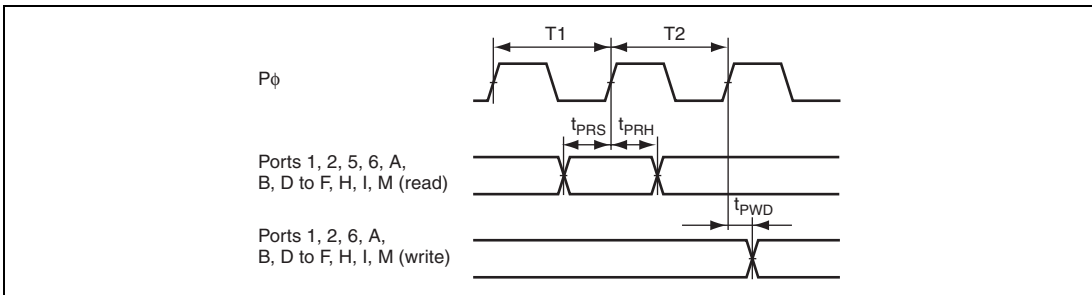 T1 T2
Pϕ
tPRS tPRH
Ports 1, 2, 5, 6, A,
B, D to F, H, I, M (read)
tPWD
Ports 1, 2, 6, A,
B, D to F, H, I, M (write)